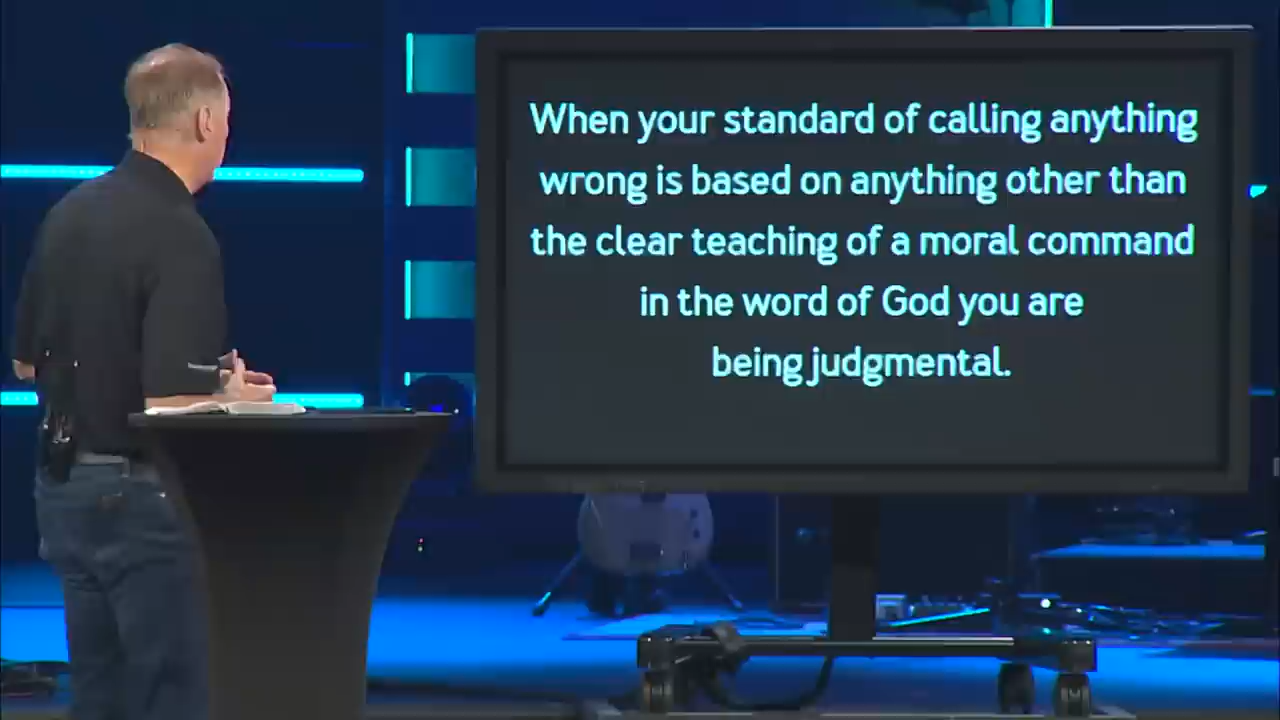 When your standard of calling anything
wrong is based on anything other than
the clear teaching of a moral command
in the word of God you are
being judgmental.